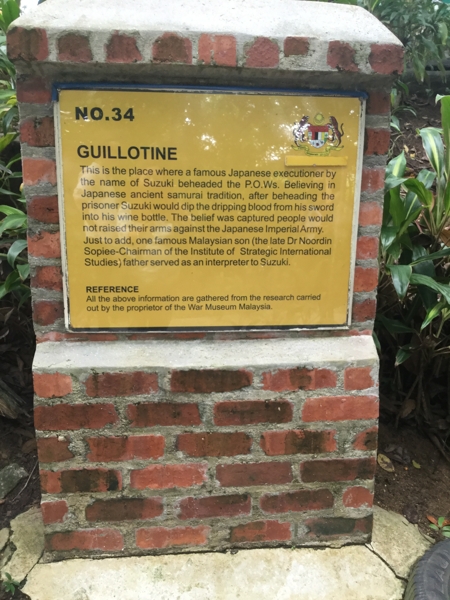 NO.34
GUILLOTINE
This is the place where a famous Japanese executioner by
the name of Suzuki beheaded the P.O.Ws. Believing in
Japanese ancient samurai tradition, after beheading the
prisoner Suzuki would dip the dripping blood from his sword
into his wine bottle. The belief was captured people would
not raised their arms against the Japanese Imperial Army.
Just to add, one famous Malaysian son (the late Dr Noordin
Sopiee-Chairman of the Institute of Strategic International
Studies) father served as an interpreter to Suzuki.
REFERENCE
All the above information are gathered from the research carried
out by the proprietor of the War Museum Malaysia.